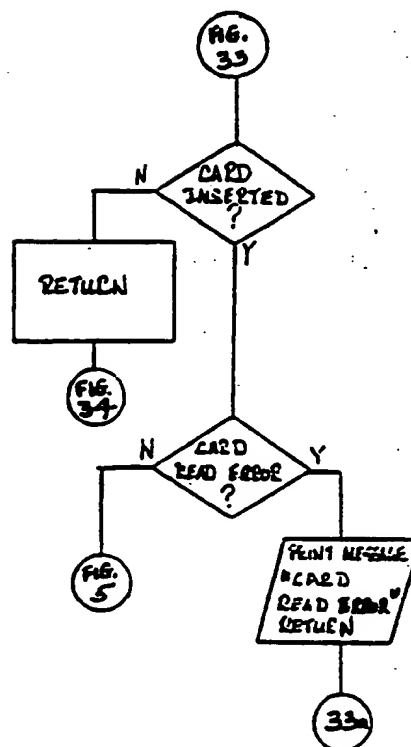 FIG.
33
N
CARD
INSERTED
?
Y
RETURN
FIG.
34
N
CARD
READ ERROR
?
Y
FIG.
5
PRINT MESSAGE
"CARD
READ ERROR"
RETURN
33a